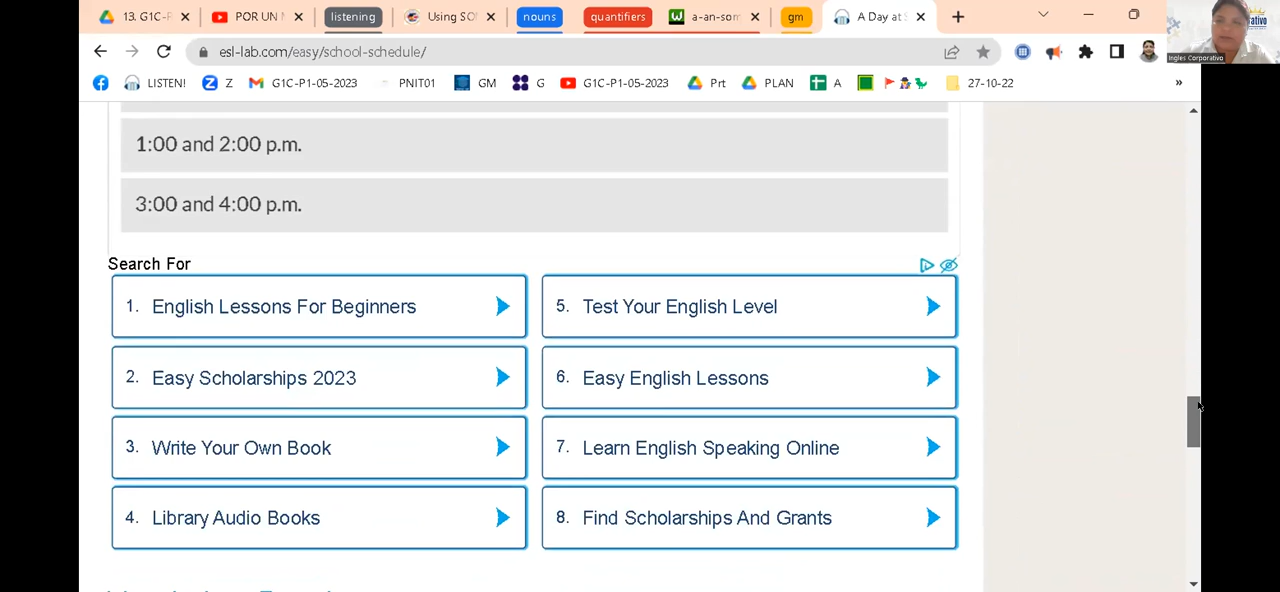 13. G1C-P
POR UN M
listening
Using SO
nouns
quantifiers
a-an-som
gm
A Day at S
esl-lab.com/easy/school-schedule/
LISTEN!
Z
G1C-P1-05-2023
PNIT01
GM
G
G1C-P1-05-2023
Prt
PLAN
A
27-10-22
»
Ingles Corporativo
1:00 and 2:00 p.m.
3:00 and 4:00 p.m.
Search For
1. English Lessons For Beginners
5. Test Your English Level
2. Easy Scholarships 2023
6. Easy English Lessons
3. Write Your Own Book
7. Learn English Speaking Online
4. Library Audio Books
8. Find Scholarships And Grants